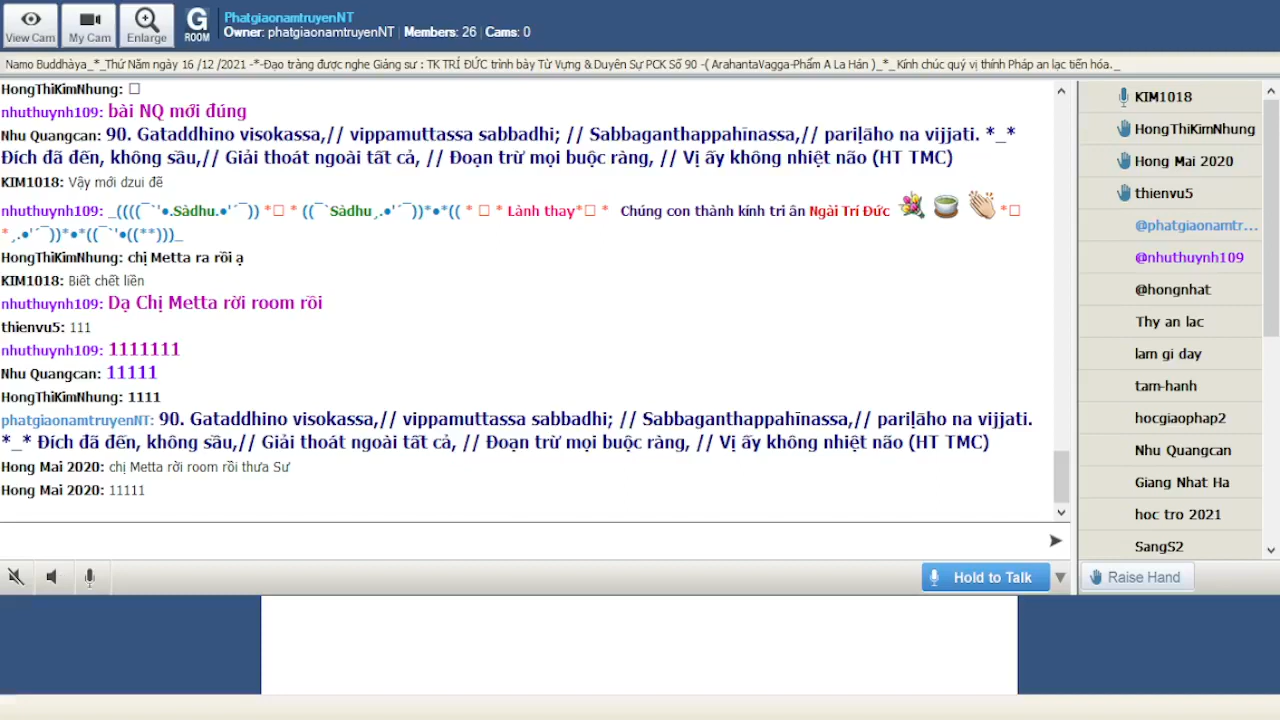 View Cam
My Cam
Enlarge
G ROOM
PhatgiaonamtruyenNT
Owner: phatgiaonamtruyenNT | Members: 26 | Cams: 0
Namo Buddhàya_*_Thứ Năm ngày 16 /12 /2021 -*-Đạo tràng được nghe Giảng sư : TK TRÍ ĐỨC trình bày Từ Vựng & Duyên Sự PCK Số 90 -( ArahantaVagga-Phẩm A La Hán )_*_ Kính chúc quý vị thính Pháp an lạc tiến hóa._
HongThiKimNhung: □
nhuthuynh109: bài NQ mới đúng
Nhu Quangcan: 90. Gataddhino visokassa,// vippamuttassa sabbadhi; // Sabbaganthappahīnassa,// pariḷāho na vijjati. *_*
Đích đã đến, không sầu,// Giải thoát ngoài tất cả, // Đoạn trừ mọi buộc ràng, // Vị ấy không nhiệt não (HT TMC)
KIM1018: Vậy mới dzui đẽ
nhuthuynh109: _((((¯`'•.Sàdhu.•'´¯)) *□ * ((¯`Sàdhu¸.•'´¯))*•*(( * □ * Lành thay*□ * Chúng con thành kính tri ân Ngài Trí Đức 💐 🍵 👏 *□
*¸.•'´¯))*•*((¯`'•((**)))_
HongThiKimNhung: chị Metta ra rồi ạ
KIM1018: Biết chết liền
nhuthuynh109: Dạ Chị Metta rời room rồi
thienvu5: 111
nhuthuynh109: 1111111
Nhu Quangcan: 11111
HongThiKimNhung: 1111
phatgiaonamtruyenNT: 90. Gataddhino visokassa,// vippamuttassa sabbadhi; // Sabbaganthappahīnassa,// pariḷāho na vijjati.
*_* Đích đã đến, không sầu,// Giải thoát ngoài tất cả, // Đoạn trừ mọi buộc ràng, // Vị ấy không nhiệt não (HT TMC)
Hong Mai 2020: chị Metta rời room rồi thưa Sư
Hong Mai 2020: 11111
Hold to Talk
KIM1018
HongThiKimNhung
Hong Mai 2020
thienvu5
@phatgiaonamtr...
@nhuthuynh109
@hongnhat
Thy an lac
lam gi day
tam-hanh
hocgiaophap2
Nhu Quangcan
Giang Nhat Ha
hoc tro 2021
SangS2
Raise Hand